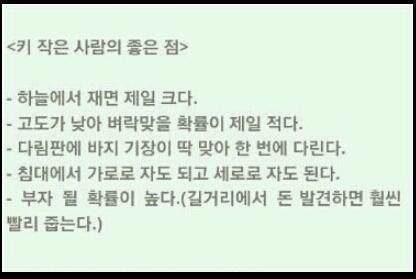 <키 작은 사람의 좋은 점>
- 하늘에서 재면 제일 크다.
- 고도가 낮아 벼락맞을 확률이 제일 적다.
- 다림판에 바지 기장이 딱 맞아 한 번에 다린다.
- 침대에서 가로로 자도 되고 세로로 자도 된다.
- 부자 될 확률이 높다.(길거리에서 돈 발견하면 훨씬
빨리 줍는다.)